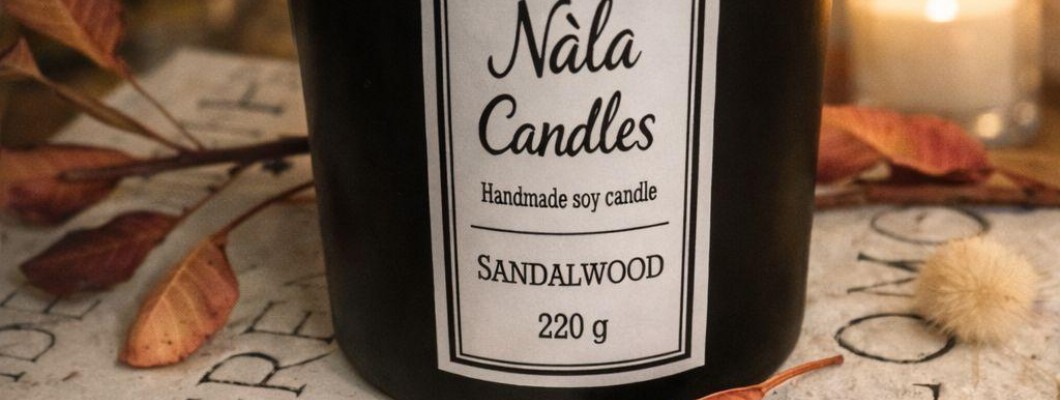 Nàla
Candles
Handmade soy candle
SANDALWOOD
220 g